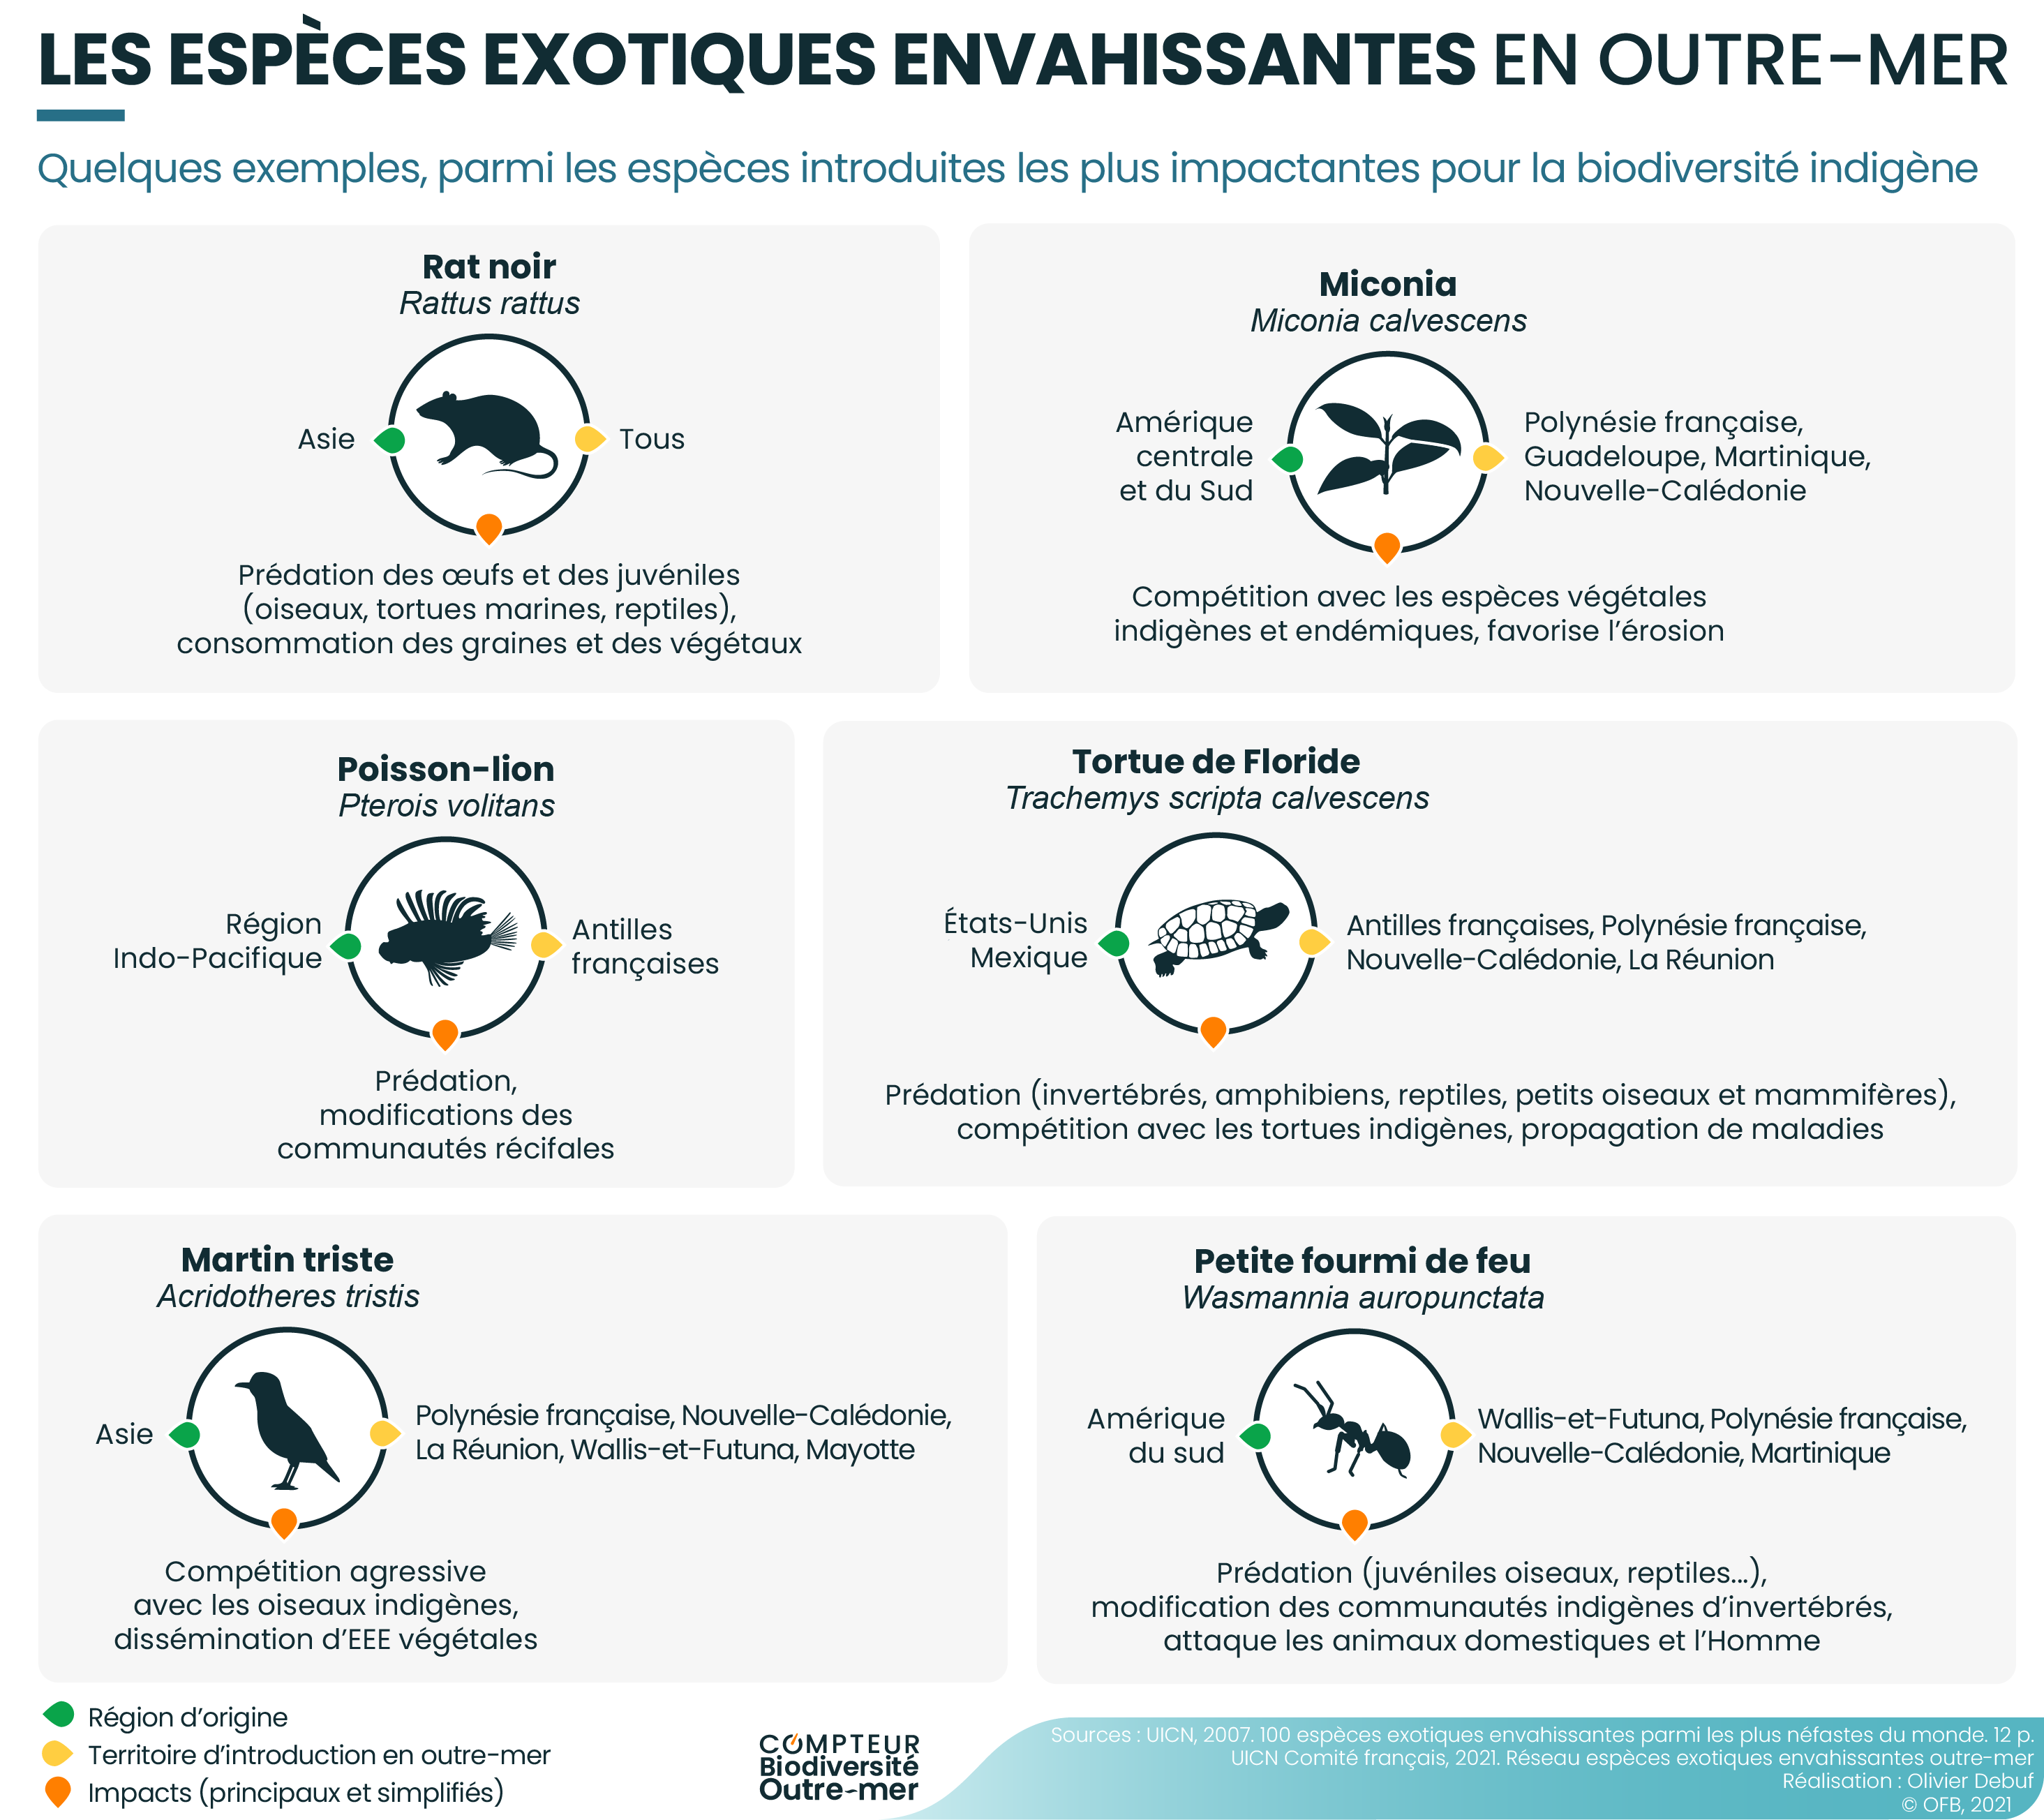 LES ESPÈCES EXOTIQUES ENVAHISSANTES EN OUTRE-MER
Quelques exemples, parmi les espèces introduites les plus impactantes pour la biodiversité indigène
Rat noir
Rattus rattus
Asie
Tous
Prédation des œufs et des juvéniles
(oiseaux, tortues marines, reptiles),
consommation des graines et des végétaux
Miconia
Miconia calvescens
Amérique
centrale
et du Sud
Polynésie française,
Guadeloupe, Martinique,
Nouvelle-Calédonie
Compétition avec les espèces végétales
indigènes et endémiques, favorise l'érosion
Poisson-lion
Pterois volitans
Région
Indo-Pacifique
Antilles
françaises
Prédation,
modifications des
communautés récifales
Tortue de Floride
Trachemys scripta calvescens
États-Unis
Mexique
Antilles françaises, Polynésie française,
Nouvelle-Calédonie, La Réunion
Prédation (invertébrés, amphibiens, reptiles, petits oiseaux et mammifères),
compétition avec les tortues indigènes, propagation de maladies
Martin triste
Acridotheres tristis
Asie
Polynésie française, Nouvelle-Calédonie,
La Réunion, Wallis-et-Futuna, Mayotte
Compétition agressive
avec les oiseaux indigènes,
dissémination d'EEE végétales
Petite fourmi de feu
Wasmannia auropunctata
Amérique
du sud
Wallis-et-Futuna, Polynésie française,
Nouvelle-Calédonie, Martinique
Prédation (juvéniles oiseaux, reptiles...),
modification des communautés indigènes d'invertébrés,
attaque les animaux domestiques et l'Homme
Région d'origine
Territoire d'introduction en outre-mer
Impacts (principaux et simplifiés)
COMPTEUR
Biodiversité
Outre-mer
Sources : UICN, 2007. 100 espèces exotiques envahissantes parmi les plus néfastes du monde. 12 p.
UICN Comité français, 2021. Réseau espèces exotiques envahissantes outre-mer
Réalisation : Olivier Debuf
© OFB, 2021